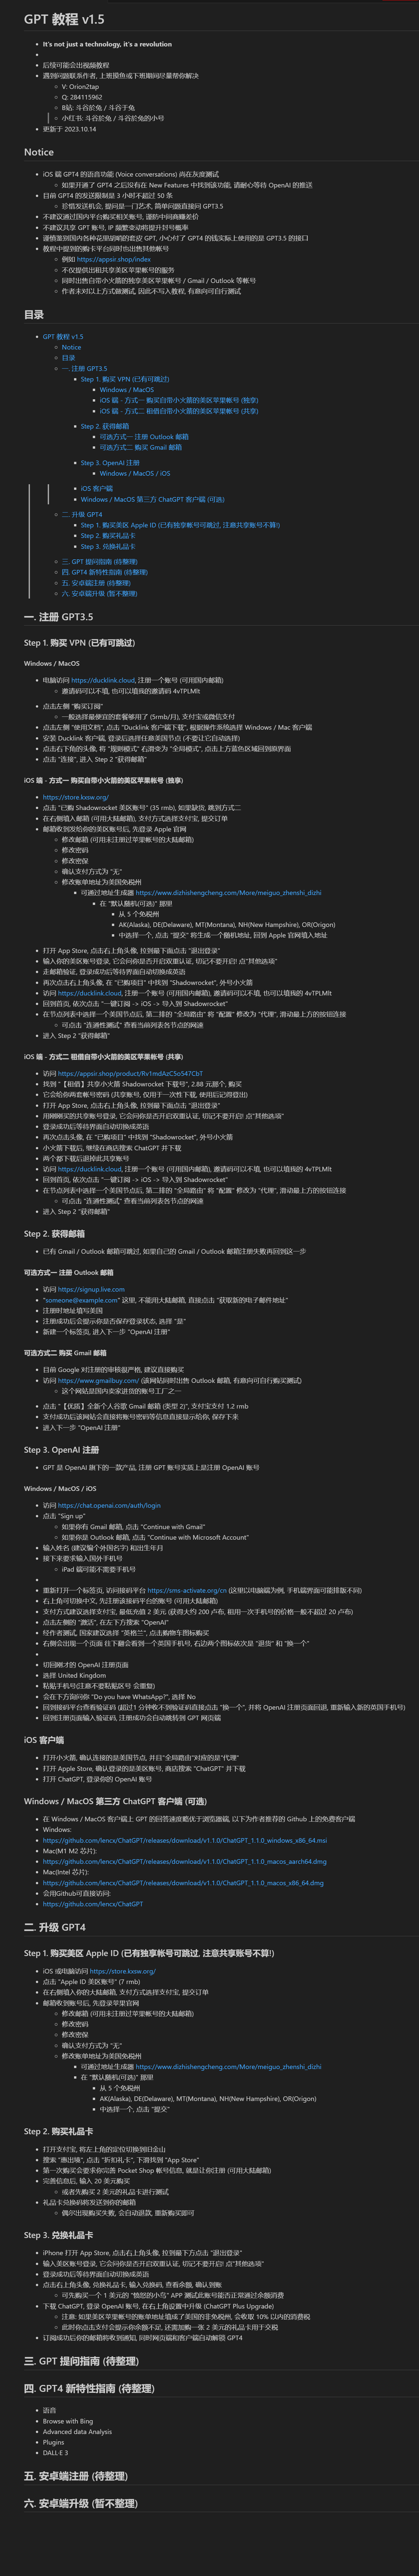 GPT 教程 v1.5
It's not just a technology, it's a revolution
后续可能会出视频教程
遇到问题联系作者, 上班摸鱼或下班期间尽量帮你解决
V: Orion2tap
Q: 284115962
B站: 斗谷於兔 / 斗谷于兔
小红书: 斗谷於兔 / 斗谷於兔的小号
更新于 2023.10.14
Notice
iOS 端 GPT4 的语音功能 (Voice conversations) 尚在灰度测试
如果开通了 GPT4 之后没有在 New Features 中找到该功能, 请耐心等待 OpenAI 的推送
目前 GPT4 的发送限制是 3 小时不超过 50 条
珍惜发送机会, 提问是一门艺术, 简单问题直接问 GPT3.5
不建议通过国内平台购买相关账号, 谨防中间商赚差价
不建议共享 GPT 账号, IP 频繁变动将提升封号概率
谨慎鉴别国内各种花里胡哨的套皮 GPT, 小心付了 GPT4 的钱实际上使用的是 GPT3.5 的接口
教程中提到的购卡平台同时也出售其他帐号
例如 https://appsir.shop/index
不仅提供出租共享美区苹果帐号的服务
同时出售自带小火箭的独享美区苹果帐号 / Gmail / Outlook 等帐号
作者未对以上方式做测试, 因此不写入教程, 有意向可自行测试
目录
GPT 教程 v1.5
Notice
目录
一. 注册 GPT3.5
Step 1. 购买 VPN (已有可跳过)
Windows / MacOS
iOS 端 - 方式一 购买自带小火箭的美区苹果帐号 (独享)
iOS 端 - 方式二 租借自带小火箭的美区苹果帐号 (共享)
Step 2. 获得邮箱
可选方式一 注册 Outlook 邮箱
可选方式二 购买 Gmail 邮箱
Step 3. OpenAI 注册
Windows / MacOS / iOS
iOS 客户端
Windows / MacOS 第三方 ChatGPT 客户端 (可选)
二. 升级 GPT4
Step 1. 购买美区 Apple ID (已有独享帐号可跳过, 注意共享账号不算!)
Step 2. 购买礼品卡
Step 3. 兑换礼品卡
三. GPT 提问指南 (待整理)
四. GPT4 新特性指南 (待整理)
五. 安卓端注册 (待整理)
六. 安卓端升级 (暂不整理)
一. 注册 GPT3.5
Step 1. 购买 VPN (已有可跳过)
Windows / MacOS
电脑访问 https://ducklink.cloud, 注册一个账号 (可用国内邮箱)
邀请码可以不填, 也可以填我的邀请码 4vTPLMlt
点击左侧 "购买订阅"
一般选择最便宜的套餐够用了 (5rmb/月), 支付宝或微信支付
点击左侧 "使用文档", 点击 "Ducklink 客户端下载", 根据操作系统选择 Windows / Mac 客户端
安装 Ducklink 客户端, 登录后选择任意美国节点 (不要让它自动选择)
点击右下角的头像, 将 "规则模式" 右滑变为 "全局模式", 点击上方蓝色区域回到原界面
点击 "连接", 进入 Step 2 "获得邮箱"
iOS 端 - 方式一 购买自带小火箭的美区苹果帐号 (独享)
https://store.kxsw.org/
点击 "已购 Shadowrocket 美区账号" (35 rmb), 如果缺货, 跳到方式二
在右侧填入邮箱 (可用大陆邮箱), 支付方式选择支付宝, 提交订单
邮箱收到发给你的美区账号后, 先登录 Apple 官网
修改邮箱 (可用未注册过苹果帐号的大陆邮箱)
修改密码
修改密保
确认支付方式为 "无"
修改账单地址为美国免税州
可通过地址生成器 https://www.dizhishengcheng.com/More/meiguo_zhenshi_dizhi
在 "默认随机(可选)" 那里
从 5 个免税州
AK(Alaska), DE(Delaware), MT(Montana), NH(New Hampshire), OR(Origon)
中选择一个, 点击 "提交" 将生成一个随机地址, 回到 Apple 官网填入地址
打开 App Store, 点击右上角头像, 拉到最下面点击 "退出登录"
输入你的美区账号登录, 它会问你是否开启双重认证, 切记不要开启! 点"其他选项"
走邮箱验证, 登录成功后等待界面自动切换成英语
再次点击右上角头像, 在 "已购项目" 中找到 "Shadowrocket", 外号小火箭
访问 https://ducklink.cloud, 注册一个账号 (可用国内邮箱), 邀请码可以不填, 也可以填我的 4vTPLMlt
回到首页, 依次点击 "一键订阅 -> iOS -> 导入到 Shadowrocket"
在节点列表中选择一个美国节点后, 第二排的 "全局路由" 将 "配置" 修改为 "代理", 滑动最上方的按钮连接
可点击 "连通性测试" 查看当前列表各节点的网速
进入 Step 2 "获得邮箱"
iOS 端 - 方式二 租借自带小火箭的美区苹果帐号 (共享)
访问 https://appsir.shop/product/Rv1mdAzC5o547CbT
找到 "【租借】共享小火箭 Shadowrocket 下载号", 2.88 元那个, 购买
它会给你两套帐号密码 (共享账号, 仅用于一次性下载, 使用后记得登出)
打开 App Store, 点击右上角头像, 拉到最下面点击 "退出登录"
用刚刚买的共享账号登录, 它会问你是否开启双重认证, 切记不要开启! 点"其他选项"
登录成功后等待界面自动切换成英语
再次点击头像, 在 "已购项目" 中找到 "Shadowrocket", 外号小火箭
小火箭下载后, 继续在商店搜索 ChatGPT 并下载
两个都下载后退掉此共享账号
访问 https://ducklink.cloud, 注册一个账号 (可用国内邮箱), 邀请码可以不填, 也可以填我的 4vTPLMlt
回到首页, 依次点击 "一键订阅 -> iOS -> 导入到 Shadowrocket"
在节点列表中选择一个美国节点后, 第二排的 "全局路由" 将 "配置" 修改为 "代理", 滑动最上方的按钮连接
可点击 "连通性测试" 查看当前列表各节点的网速
进入 Step 2 "获得邮箱"
Step 2. 获得邮箱
已有 Gmail / Outlook 邮箱可跳过, 如果自己的 Gmail / Outlook 邮箱注册失败再回到这一步
可选方式一 注册 Outlook 邮箱
访问 https://signup.live.com
"someone@example.com" 这里, 不能用大陆邮箱, 直接点击 "获取新的电子邮件地址"
注册时地址填写美国
注册成功后会提示你是否保存登录状态, 选择 "是"
新建一个标签页, 进入下一步 "OpenAI 注册"
可选方式二 购买 Gmail 邮箱
目前 Google 对注册的审核很严格, 建议直接购买
访问 https://www.gmailbuy.com/ (该网站同时出售 Outlook 邮箱, 有意向可自行购买测试)
这个网站是国内卖家进货的账号工厂之一
点击 "【优质】全新个人谷歌 Gmail 邮箱 (类型 2)", 支付宝支付 1.2 rmb
支付成功后该网站会直接将账号密码等信息直接显示给你, 保存下来
进入下一步 "OpenAI 注册"
Step 3. OpenAI 注册
GPT 是 OpenAI 旗下的一款产品, 注册 GPT 账号实质上是注册 OpenAI 账号
Windows / MacOS / iOS
访问 https://chat.openai.com/auth/login
点击 "Sign up"
如果你有 Gmail 邮箱, 点击 "Continue with Gmail"
如果你是 Outlook 邮箱, 点击 "Continue with Microsoft Account"
输入姓名 (建议编个外国名字) 和出生年月
接下来要求输入国外手机号
iPad 端可能不需要手机号
重新打开一个标签页, 访问接码平台 https://sms-activate.org/cn (这里以电脑端为例, 手机端界面可能排版不同)
右上角可切换中文, 先注册该接码平台的账号 (可用大陆邮箱)
支付方式建议选择支付宝, 最低充值 2 美元 (获得大约 200 卢布, 租用一次手机号的价格一般不超过 20 卢布)
点击左侧的 "激活", 在左下方搜索 "OpenAI"
经作者测试, 国家建议选择 "英格兰", 点击购物车图标购买
右侧会出现一个页面 往下翻会看到一个英国手机号, 右边两个图标依次是 "退货" 和 "换一个"
切回刚才的 OpenAI 注册页面
选择 United Kingdom
粘贴手机号(注意不要粘贴区号 会重复)
会在下方询问你 "Do you have WhatsApp?", 选择 No
回到接码平台查看验证码 (超过1 分钟收不到验证码直接点击 "换一个", 并将 OpenAI 注册页面回退, 重新输入新的英国手机号)
回到注册页面输入验证码, 注册成功会自动跳转到 GPT 网页端
iOS 客户端
打开小火箭, 确认连接的是美国节点, 并且"全局路由"对应的是"代理"
打开 Apple Store, 确认登录的是美区账号, 商店搜索 "ChatGPT" 并下载
打开 ChatGPT, 登录你的 OpenAI 账号
Windows / MacOS 第三方 ChatGPT 客户端 (可选)
在 Windows / MacOS 客户端上 GPT 的回答速度略优于浏览器端, 以下为作者推荐的 Github 上的免费客户端
Windows:
https://github.com/lencx/ChatGPT/releases/download/v1.1.0/ChatGPT_1.1.0_windows_x86_64.msi
Mac(M1 M2 芯片):
https://github.com/lencx/ChatGPT/releases/download/v1.1.0/ChatGPT_1.1.0_macos_aarch64.dmg
Mac(Intel 芯片):
https://github.com/lencx/ChatGPT/releases/download/v1.1.0/ChatGPT_1.1.0_macos_x86_64.dmg
会用Github可直接访问:
https://github.com/lencx/ChatGPT
二. 升级 GPT4
Step 1. 购买美区 Apple ID (已有独享帐号可跳过, 注意共享账号不算!)
iOS 或电脑访问 https://store.kxsw.org/
点击 "Apple ID 美区账号" (7 rmb)
在右侧填入你的大陆邮箱, 支付方式选择支付宝, 提交订单
邮箱收到账号后, 先登录苹果官网
修改邮箱 (可用未注册过苹果帐号的大陆邮箱)
修改密码
修改密保
确认支付方式为 "无"
修改账单地址为美国免税州
可通过地址生成器 https://www.dizhishengcheng.com/More/meiguo_zhenshi_dizhi
在 "默认随机(可选)" 那里
从 5 个免税州
AK(Alaska), DE(Delaware), MT(Montana), NH(New Hampshire), OR(Origon)
中选择一个, 点击 "提交"
Step 2. 购买礼品卡
打开支付宝, 将左上角的定位切换到旧金山
搜索 "惠出境", 点击 "折扣礼卡", 下滑找到 "App Store"
第一次购买会要求你完善 Pocket Shop 帐号信息, 就是让你注册 (可用大陆邮箱)
完善信息后, 输入 20 美元购买
或者先购买 2 美元的礼品卡进行测试
礼品卡兑换码将发送到你的邮箱
偶尔出现购买失败, 会自动退款, 重新购买即可
Step 3. 兑换礼品卡
iPhone 打开 App Store, 点击右上角头像, 拉到最下方点击 "退出登录"
输入美区账号登录, 它会问你是否开启双重认证, 切记不要开启! 点"其他选项"
登录成功后等待界面自动切换成英语
点击右上角头像, 兑换礼品卡, 输入兑换码, 查看余额, 确认到账
可先购买一个 1 美元的 "愤怒的小鸟" APP 测试此账号能否正常通过余额消费
下载 ChatGPT, 登录 OpenAI 账号, 在右上角设置中升级 (ChatGPT Plus Upgrade)
注意: 如果美区苹果帐号的账单地址填成了美国的非免税州, 会收取 10% 以内的消费税
此时你点击支付会提示你余额不足, 还需加购一张 2 美元的礼品卡用于交税
订阅成功后你的邮箱将收到通知, 同时网页端和客户端自动解锁 GPT4
三. GPT 提问指南 (待整理)
四. GPT4 新特性指南 (待整理)
语音
Browse with Bing
Advanced data Analysis
Plugins
DALL·E 3
五. 安卓端注册 (待整理)
六. 安卓端升级 (暂不整理)